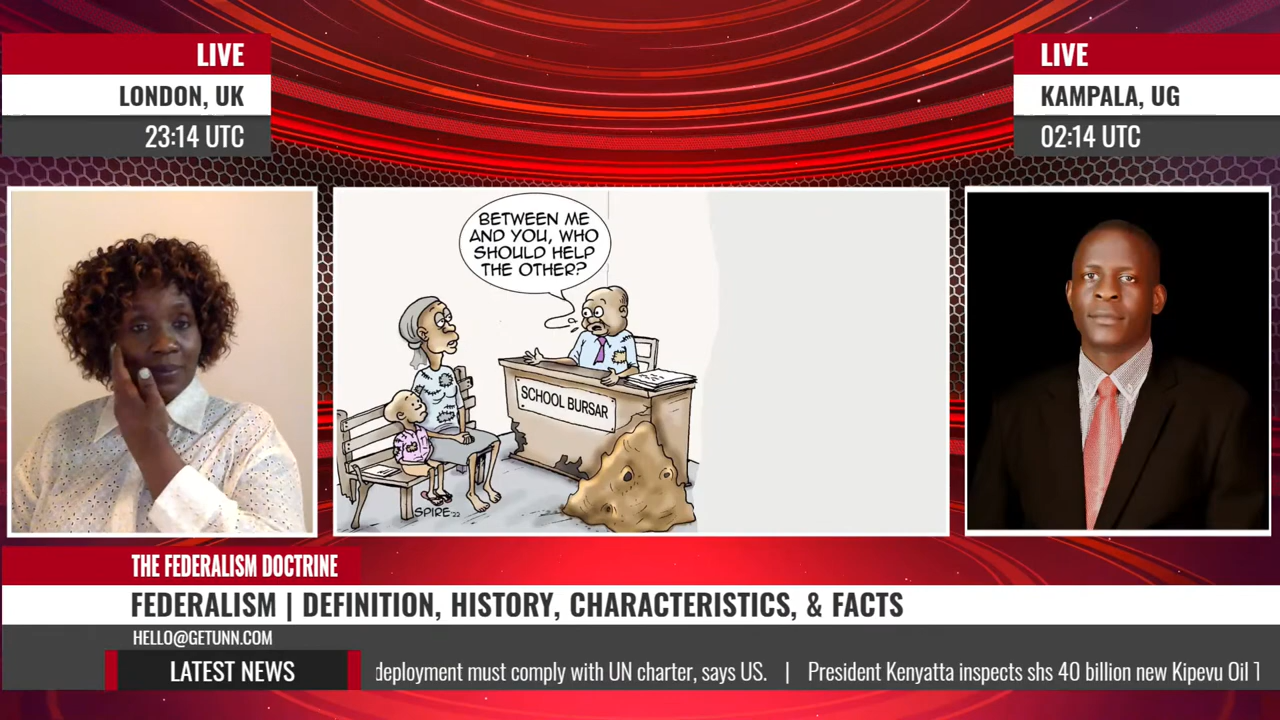 LIVE
LONDON, UK
23:14 UTC
LIVE
KAMPALA, UG
02:14 UTC
BETWEEN ME
AND YOU, WHO
SHOULD HELP
THE OTHER?
SCHOOL BURSAR
SPIRE
THE FEDERALISM DOCTRINE
FEDERALISM | DEFINITION, HISTORY, CHARACTERISTICS, & FACTS
HELLO@GETUNN.COM
LATEST NEWS
deployment must comply with UN charter, says US. | President Kenyatta inspects shs 40 billion new Kipevu Oil